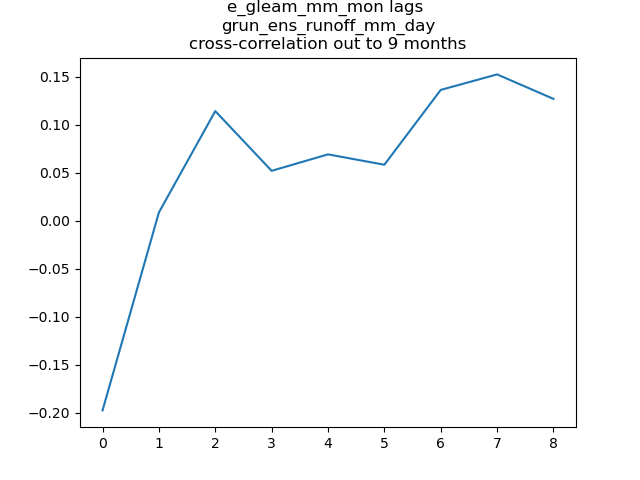 e_gleam_mm_mon lags
grun_ens_runoff_mm_day
cross-correlation out to 9 months
0.15
0.10
0.05
0.00
−0.05
−0.10
−0.15
−0.20
0 1 2 3 4 5 6 7 8